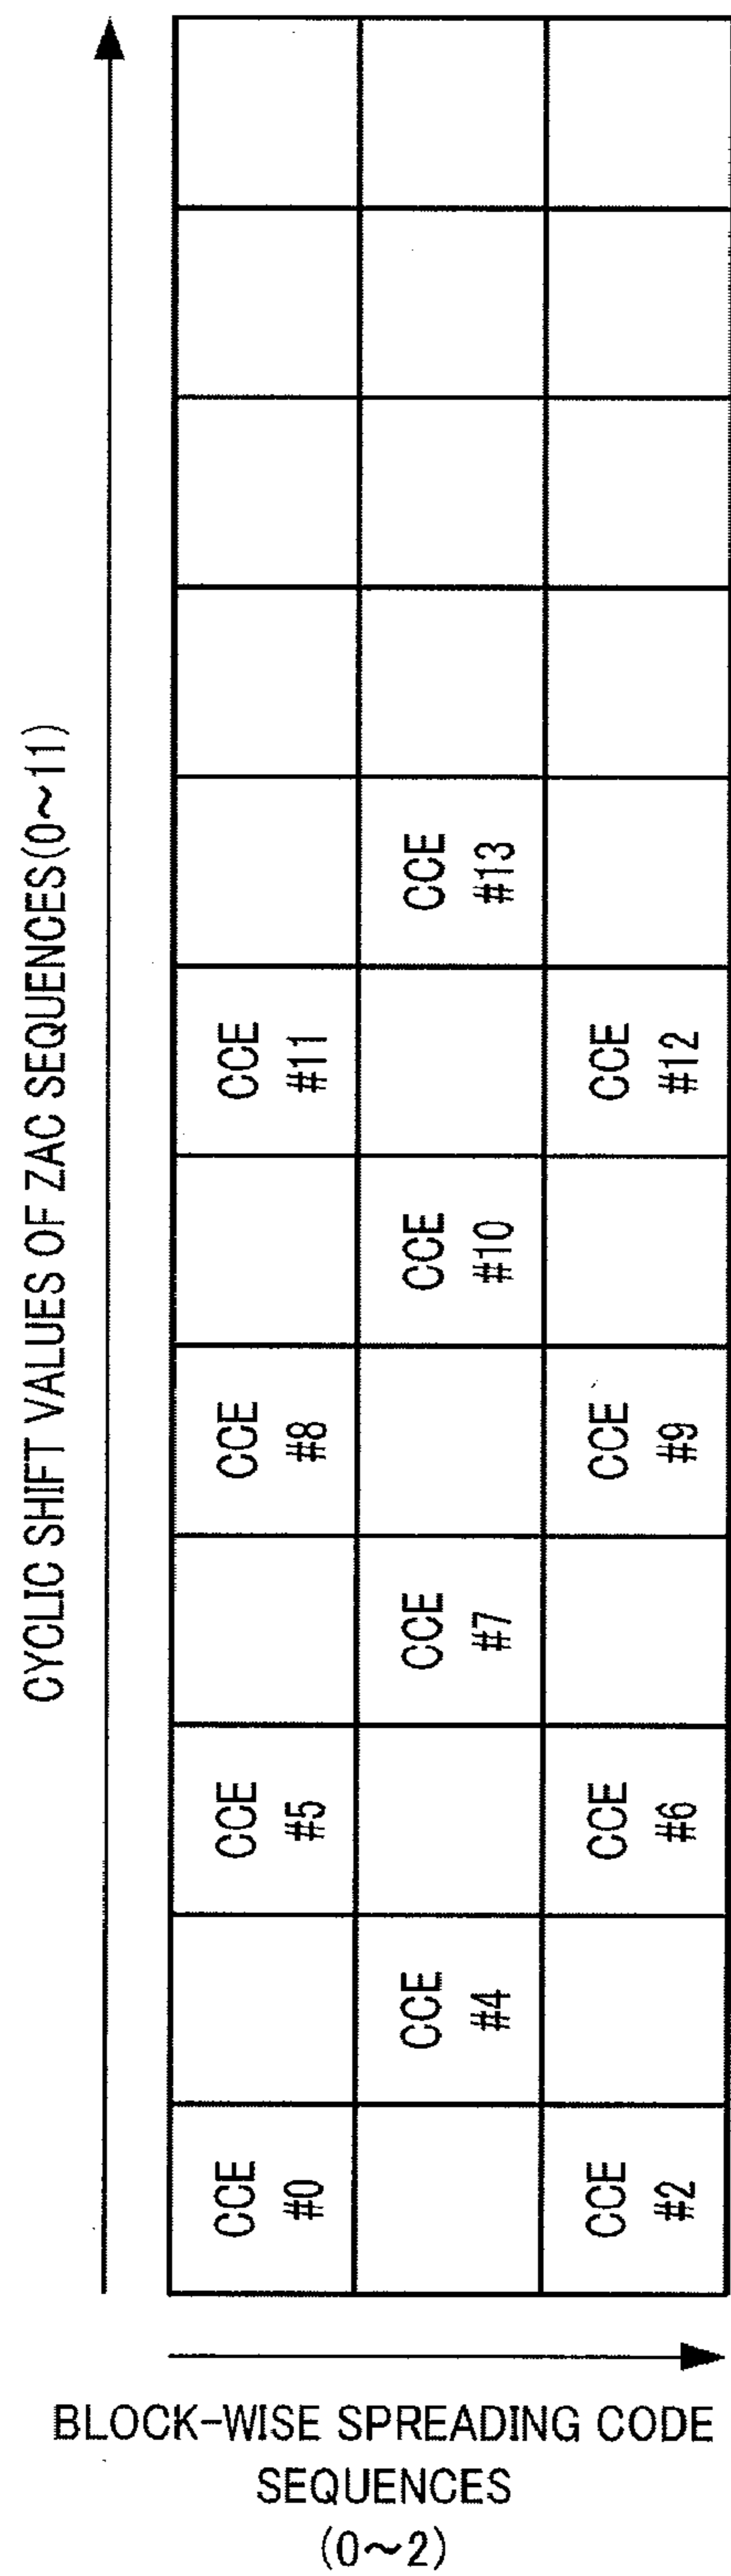 CYCLIC SHIFT VALUES OF ZAC SEQUENCES(0~11)
CCE
#13
CCE
#11
CCE
#12
CCE
#10
CCE
#8
CCE
#9
CCE
#7
CCE
#5
CCE
#6
CCE
#4
CCE
#0
CCE
#2
BLOCK-WISE SPREADING CODE
SEQUENCES
(0~2)